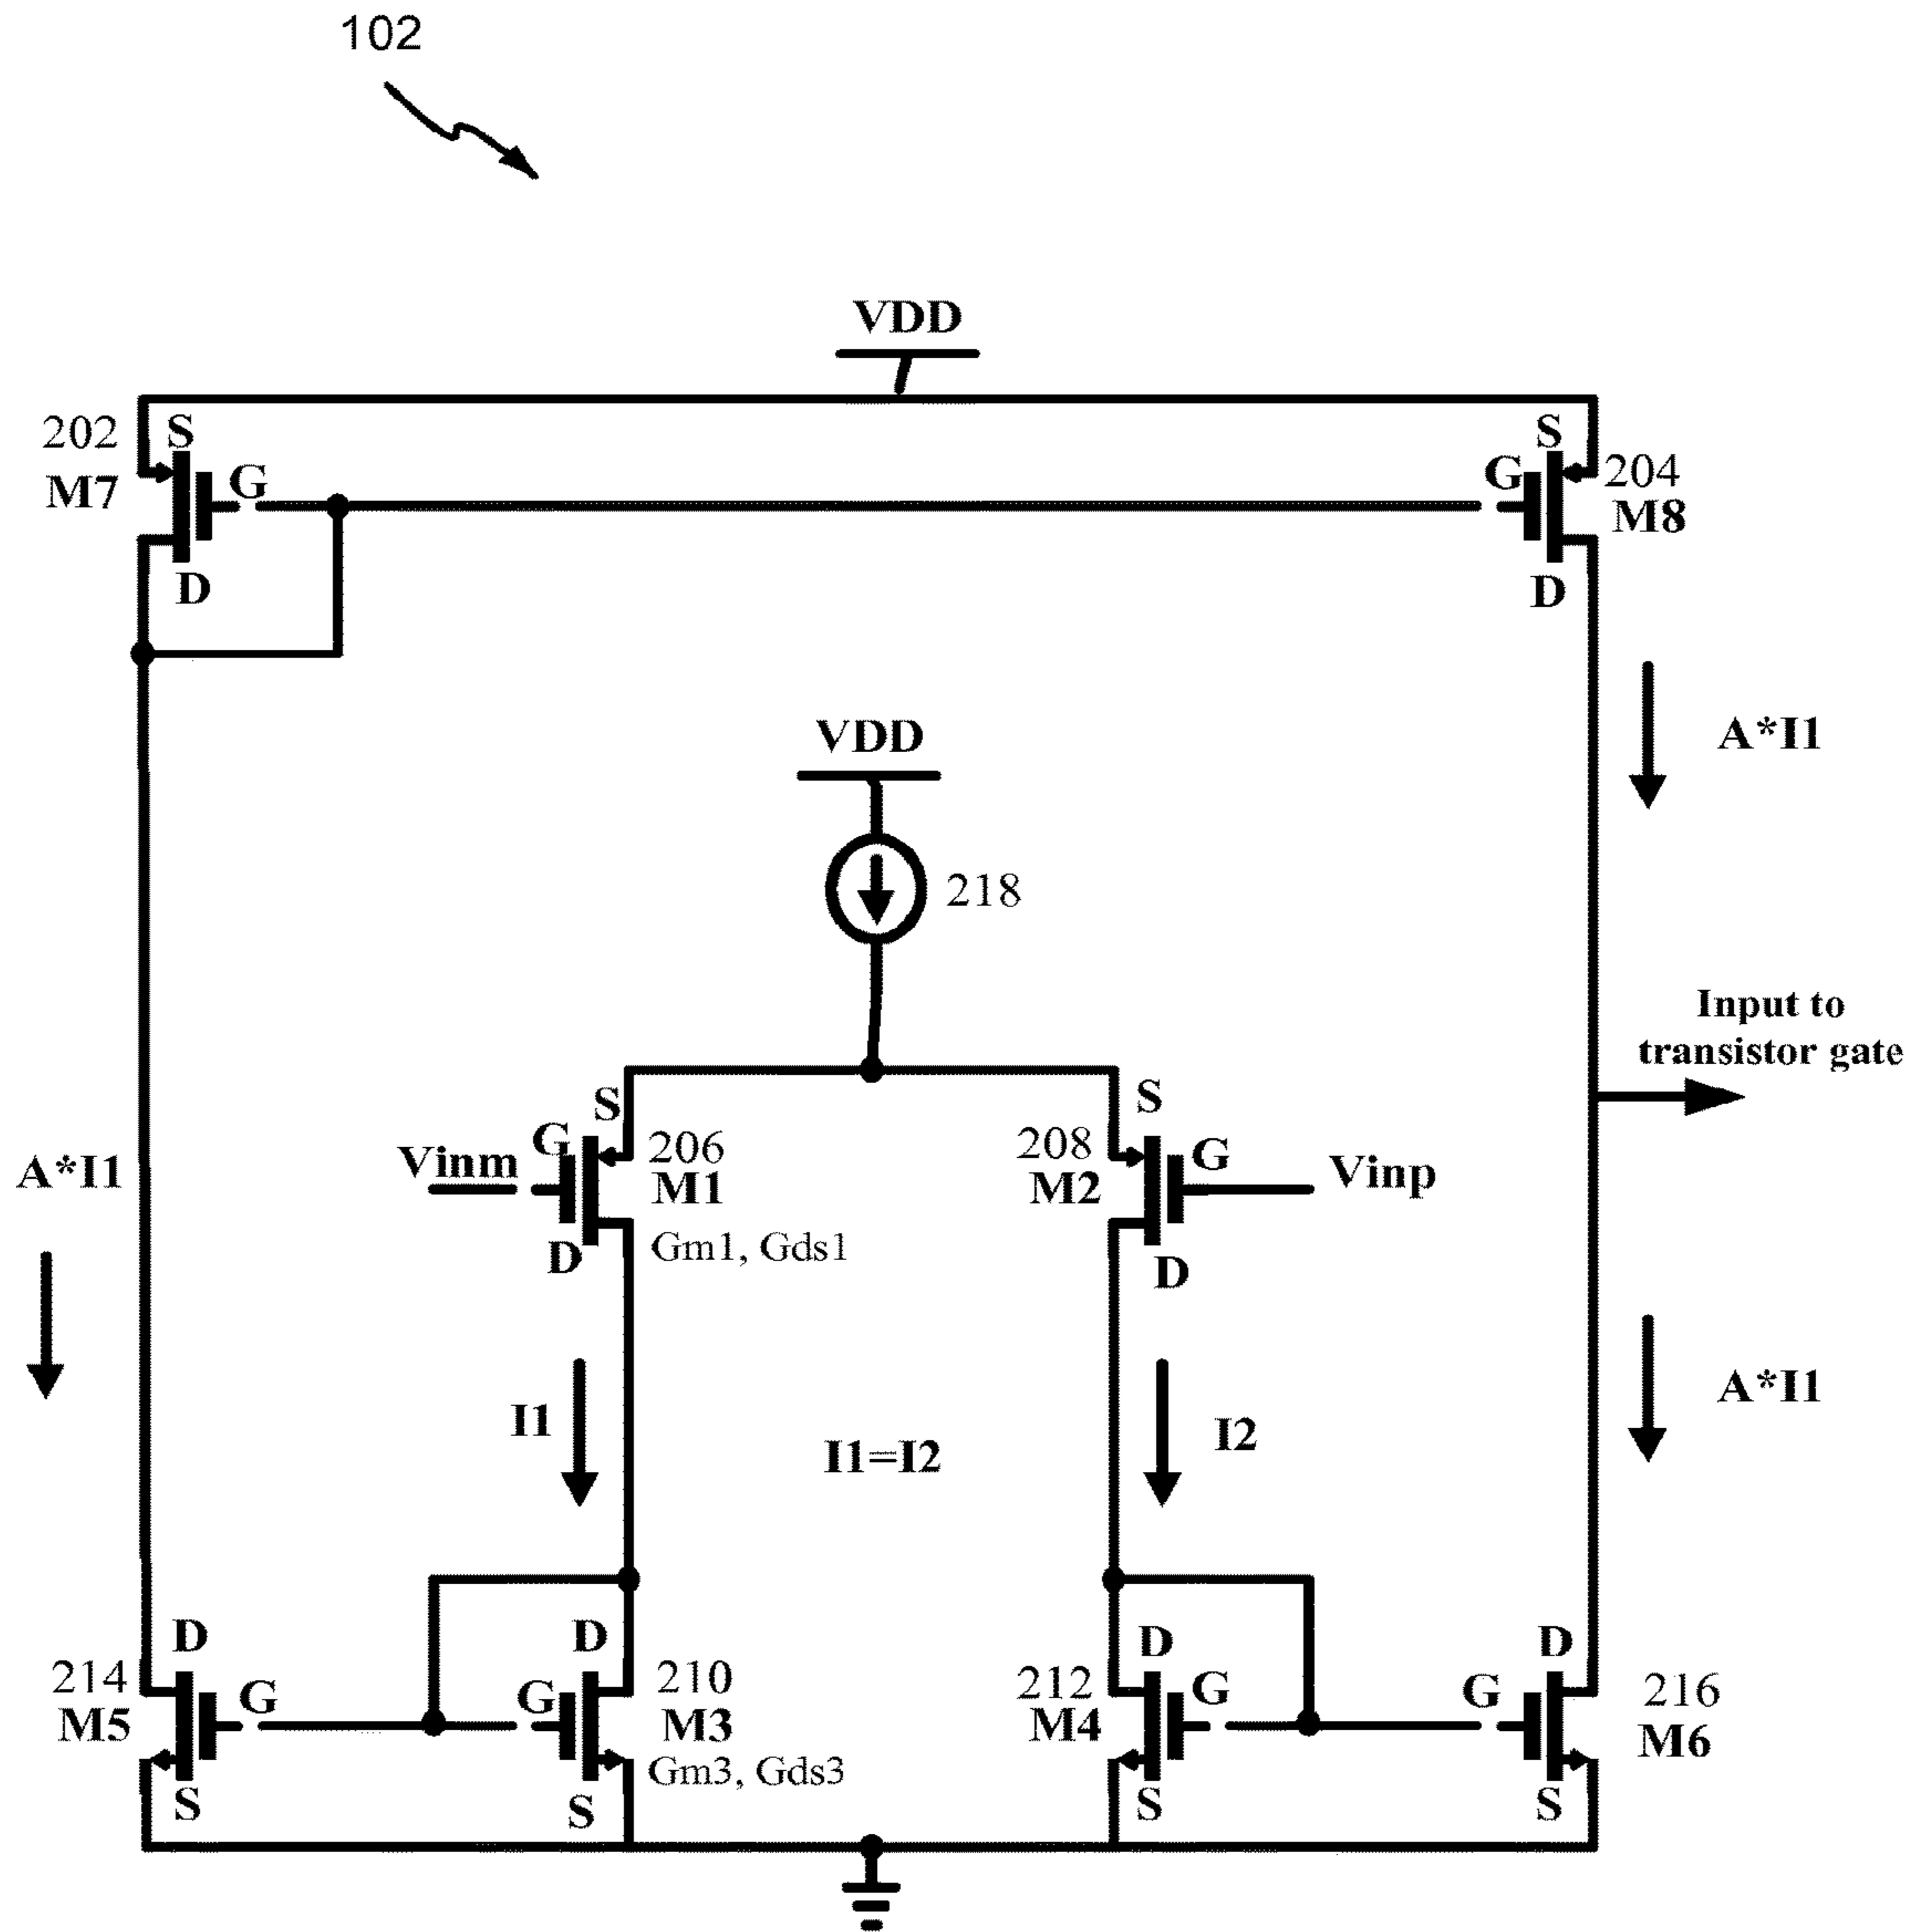 102
VDD
202
S
M7
G
D
S
G
204
M8
D
A*I1
VDD
218
Input to
transistor gate
S
G
206
Vinm
M1
D
Gm1, Gds1
S
208
G
M2
Vinp
D
A*I1
I1
I1=I2
I2
A*I1
D
214
G
M5
S
D
210
G
M3
Gm3, Gds3
S
D
212
G
M4
S
D
G
216
M6
S